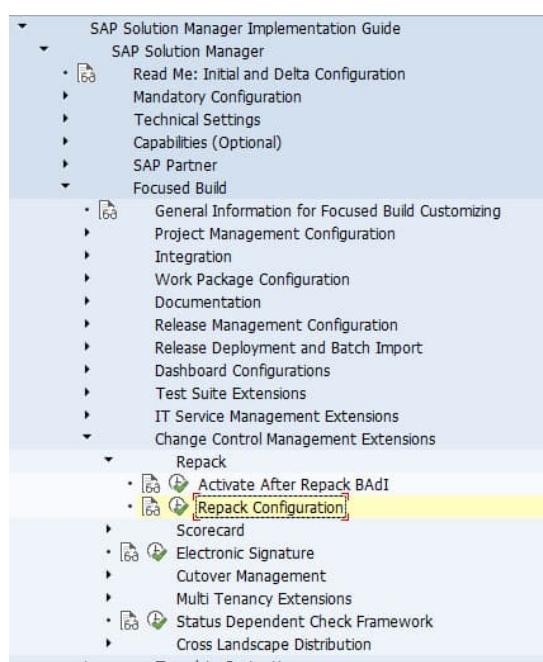 SAP Solution Manager Implementation Guide
SAP Solution Manager
Read Me: Initial and Delta Configuration
Mandatory Configuration
Technical Settings
Capabilities (Optional)
SAP Partner
Focused Build
General Information for Focused Build Customizing
Project Management Configuration
Integration
Work Package Configuration
Documentation
Release Management Configuration
Release Deployment and Batch Import
Dashboard Configurations
Test Suite Extensions
IT Service Management Extensions
Change Control Management Extensions
Repack
Activate After Repack BAdI
Repack Configuration
Scorecard
Electronic Signature
Cutover Management
Multi Tenancy Extensions
Status Dependent Check Framework
Cross Landscape Distribution